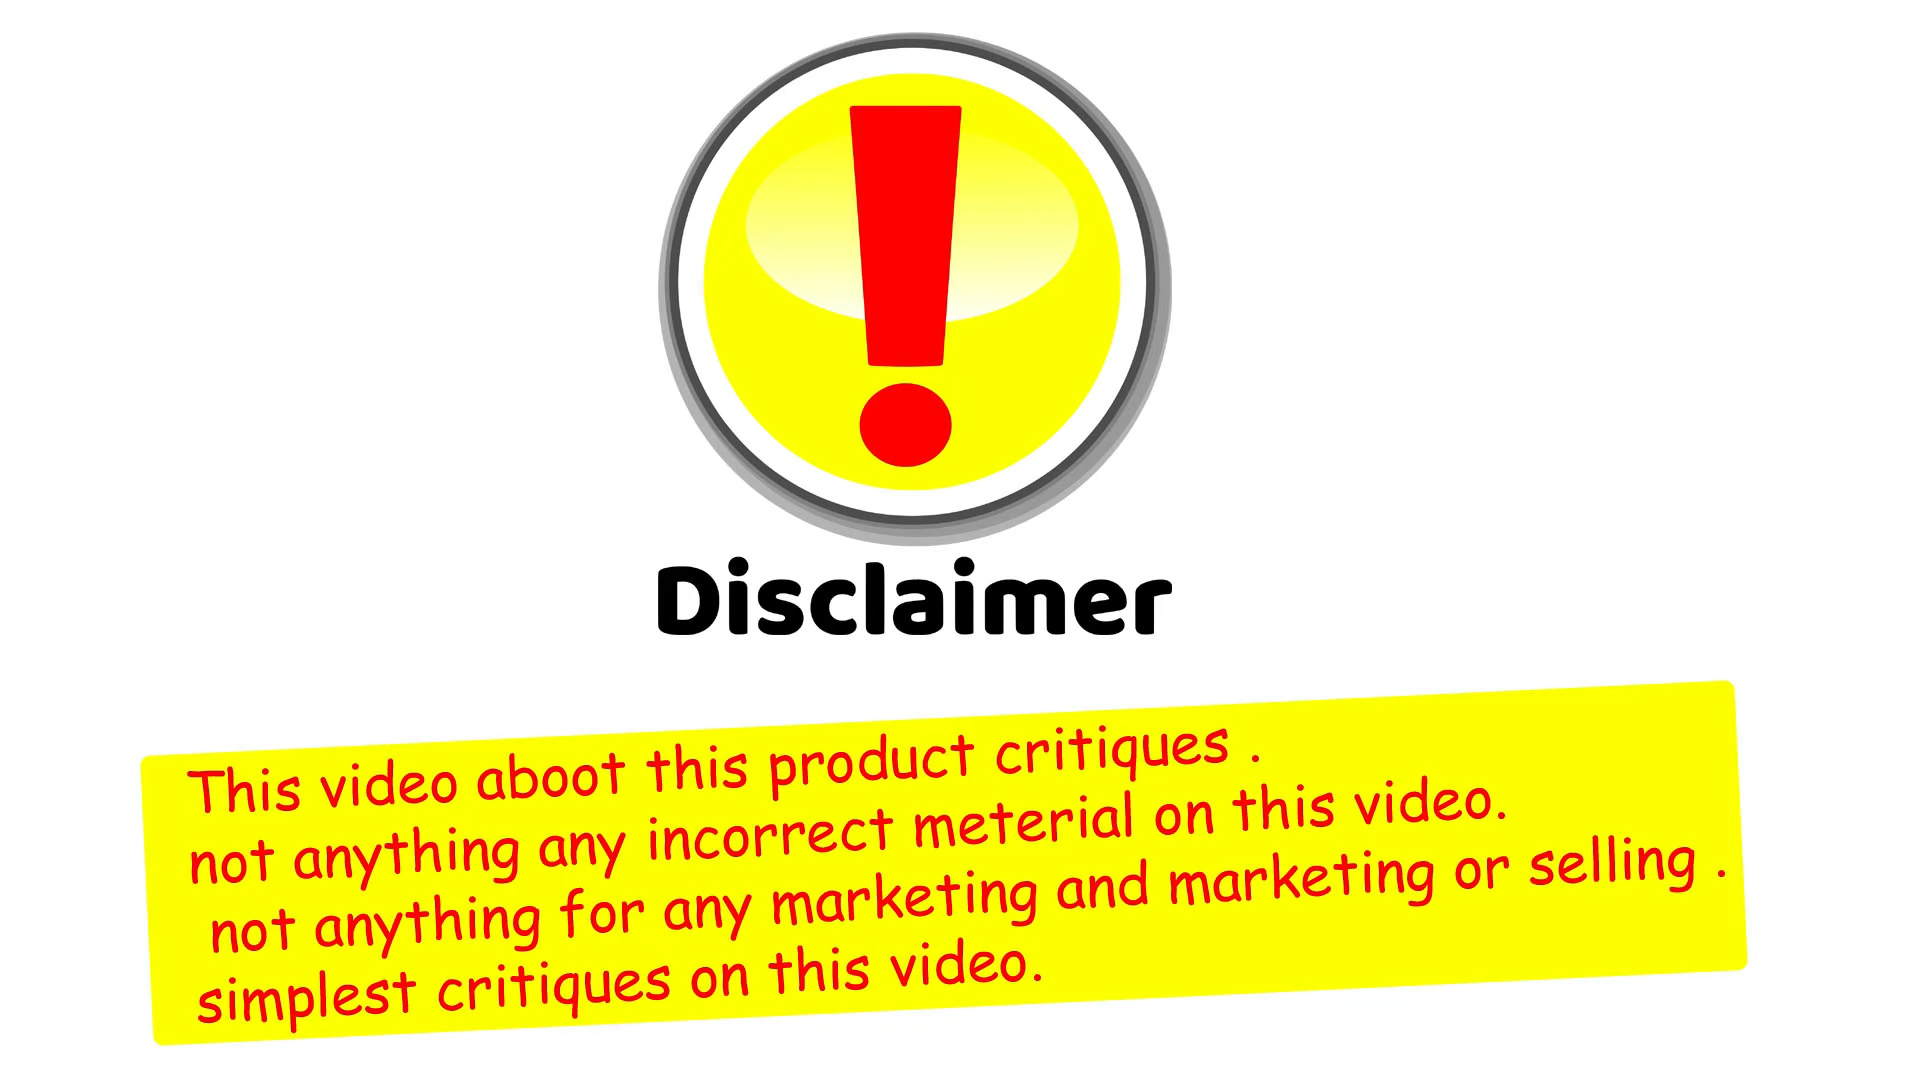 Disclaimer
This video aboot this product critiques .
not anything any incorrect meterial on this video.
not anything for any marketing and marketing or selling .
simplest critiques on this video.